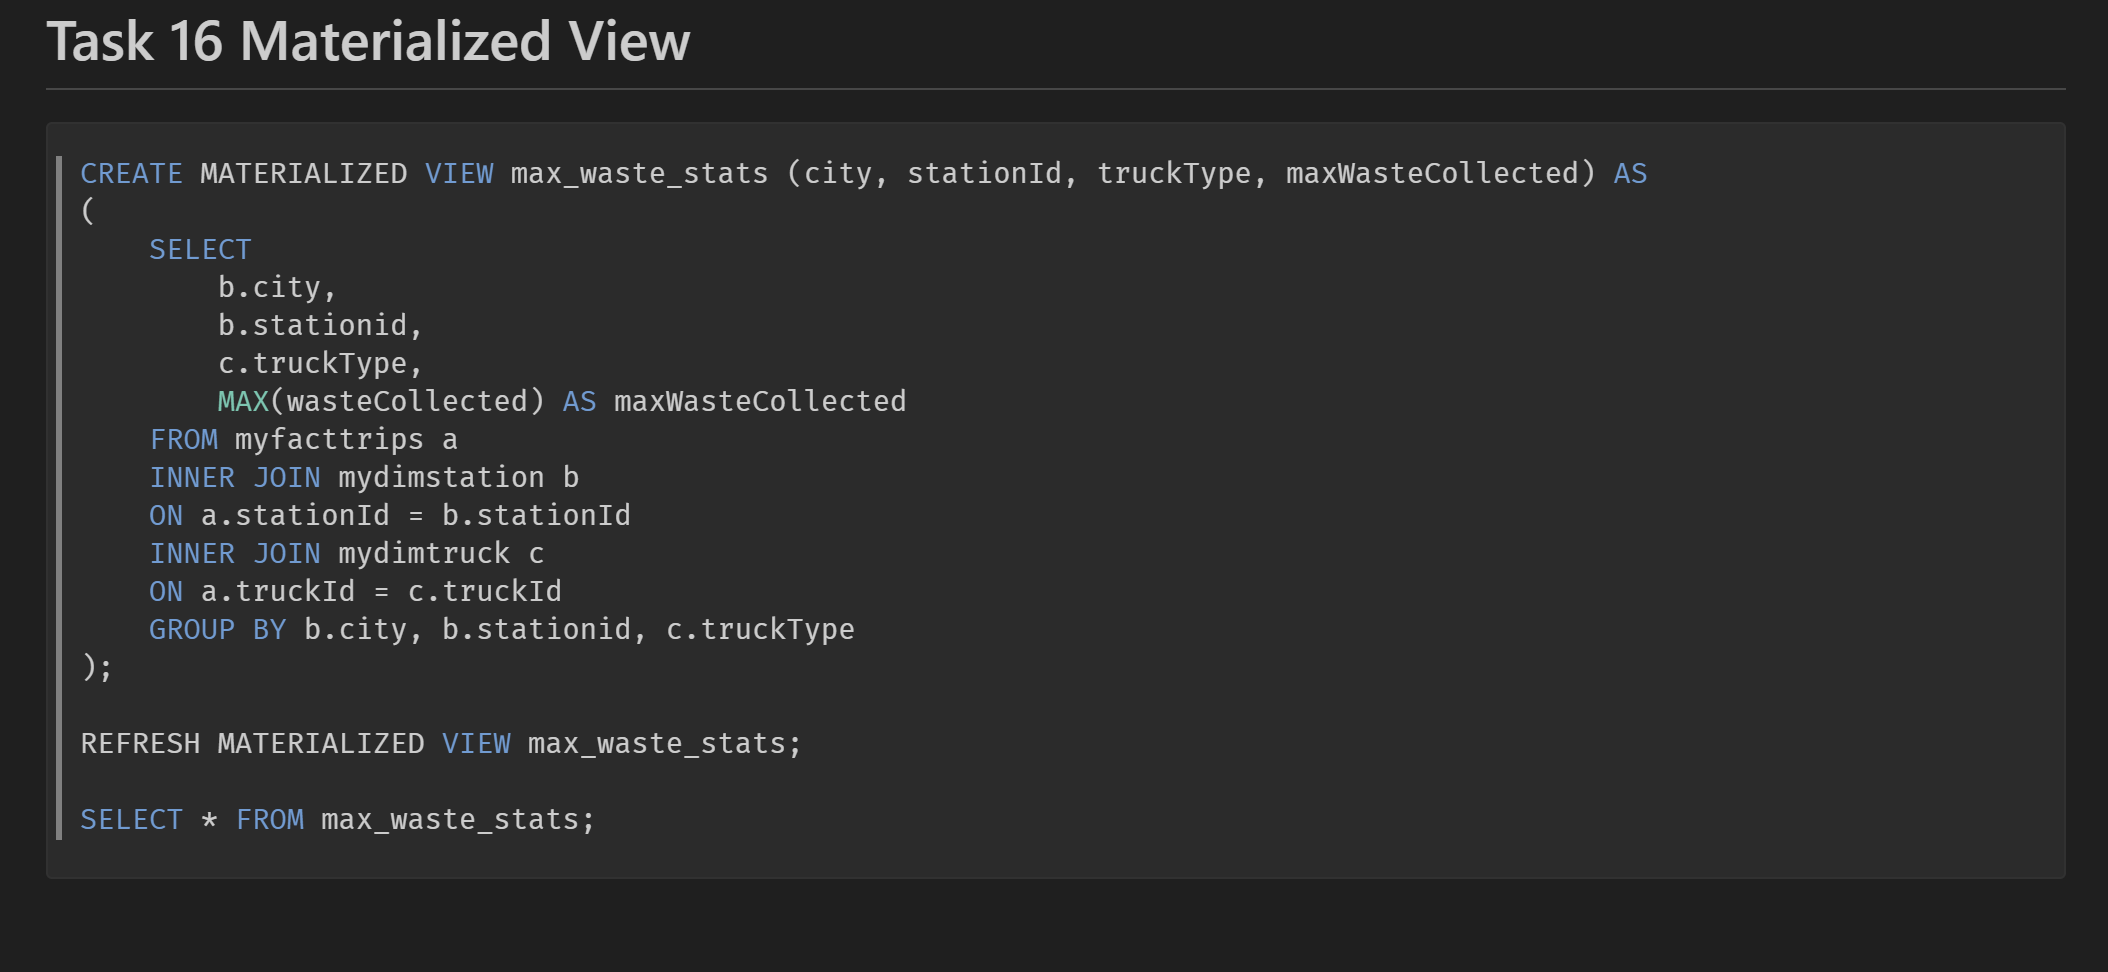 Task 16 Materialized View
CREATE MATERIALIZED VIEW max_waste_stats (city, stationId, truckType, maxWasteCollected) AS
(
    SELECT
        b.city,
        b.stationid,
        c.truckType,
        MAX(wasteCollected) AS maxWasteCollected
    FROM myfacttrips a
    INNER JOIN mydimstation b
    ON a.stationId = b.stationId
    INNER JOIN mydimtruck c
    ON a.truckId = c.truckId
    GROUP BY b.city, b.stationid, c.truckType
);
REFRESH MATERIALIZED VIEW max_waste_stats;
SELECT * FROM max_waste_stats;